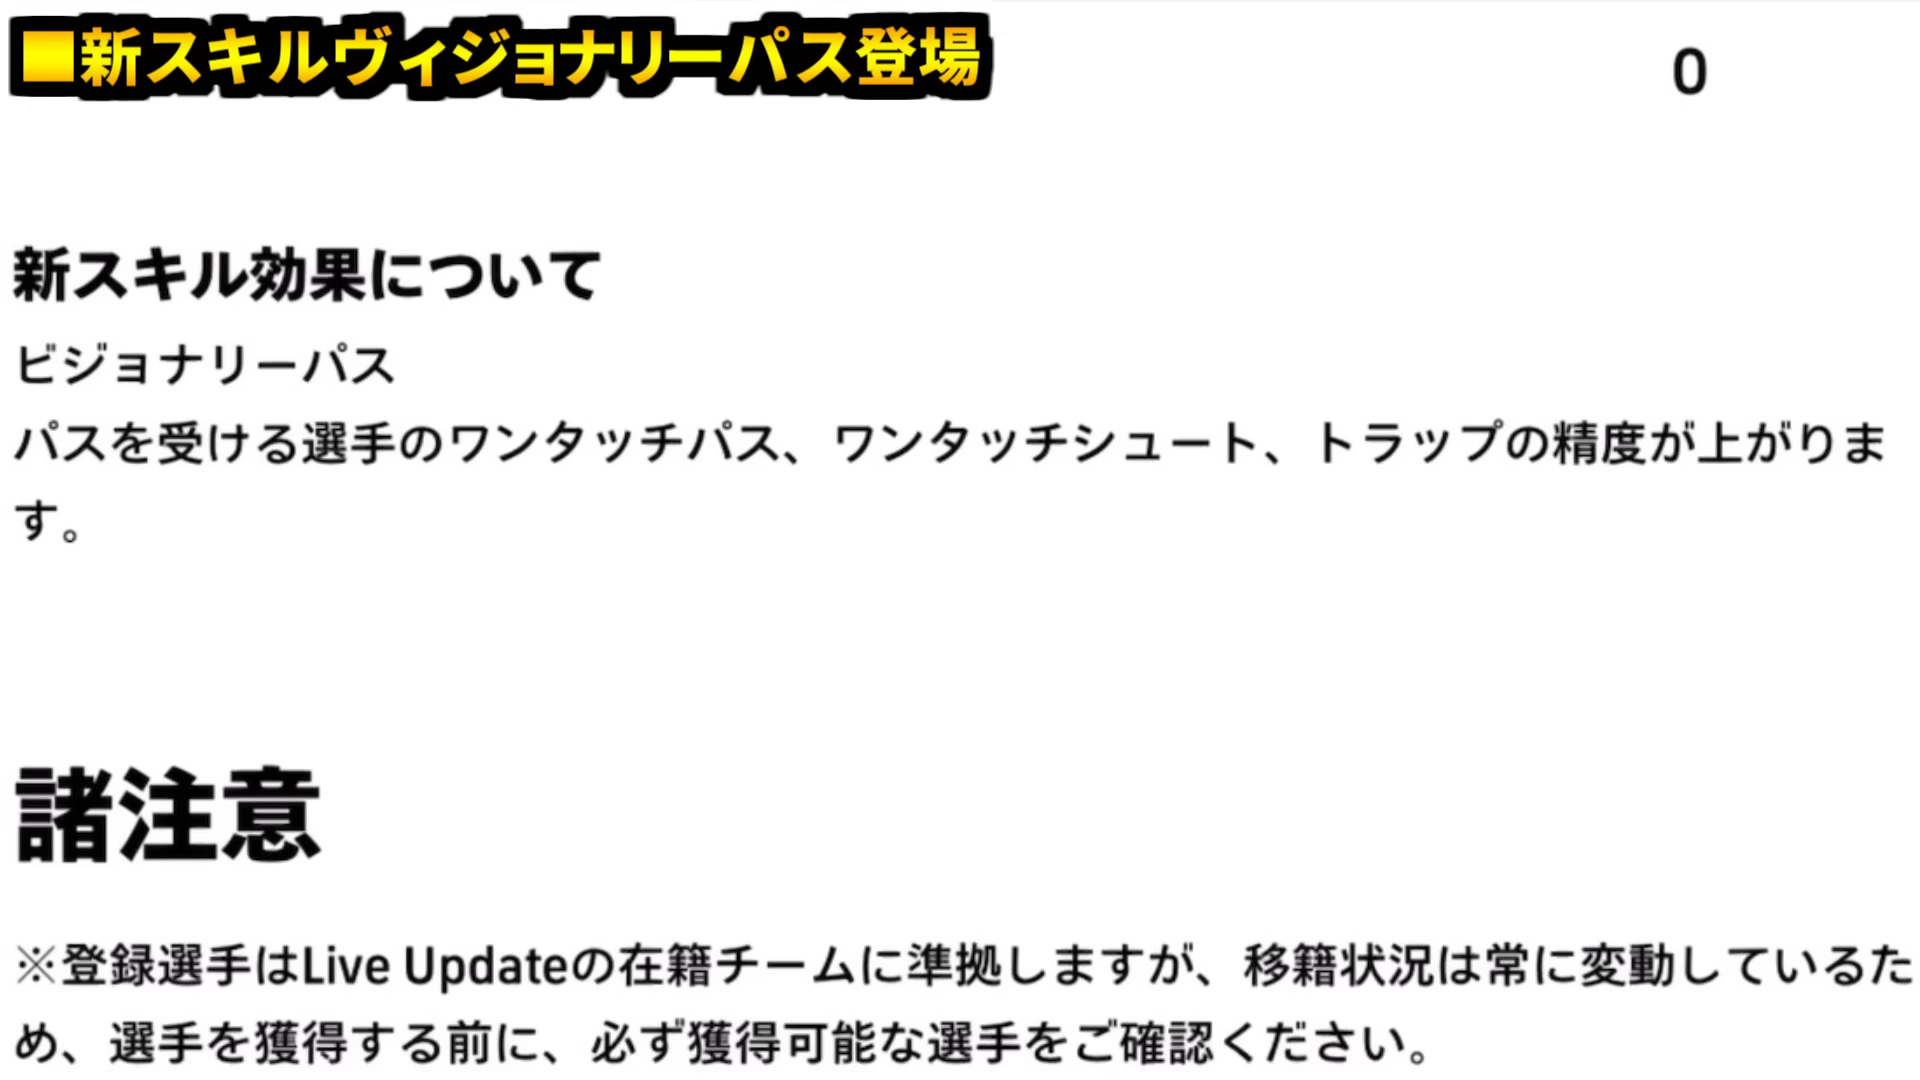 ■新スキルヴィジョナリーパス登場
0
新スキル効果について
ビジョナリーパス
パスを受ける選手のワンタッチパス、ワンタッチシュート、トラップの精度が上がりま
す。
諸注意
※登録選手はLive Updateの在籍チームに準拠しますが、移籍状況は常に変動しているた
め、選手を獲得する前に、必ず獲得可能な選手をご確認ください。